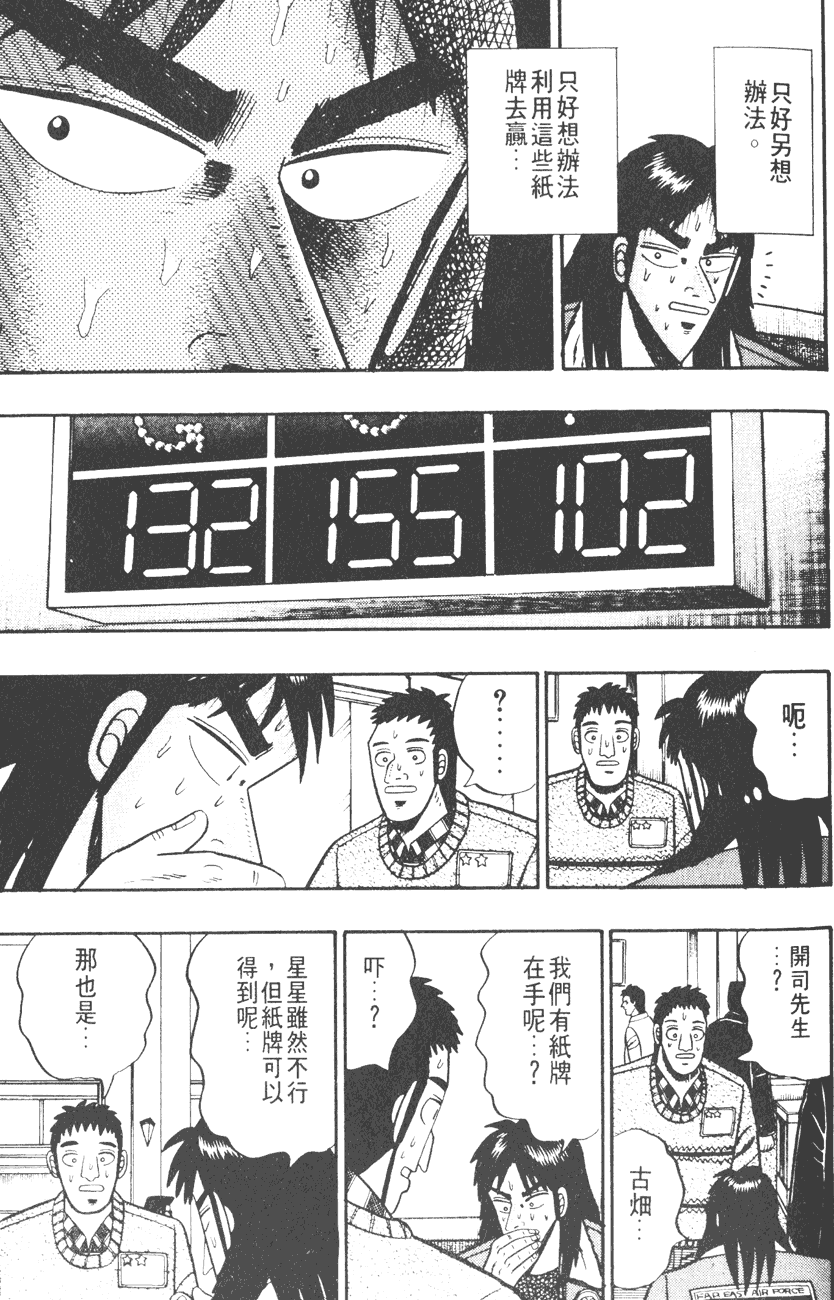 只好另想
辦法。
只好想辦法
利用這些紙
牌去贏…
132
155
102
呃…
？……
開司先生
…？
古畑…
我們有紙牌
在手呢…？
吓…？
星星雖然不行
，但紙牌可以
得到呢…
那也是…
FAR EAST AIR FORCE